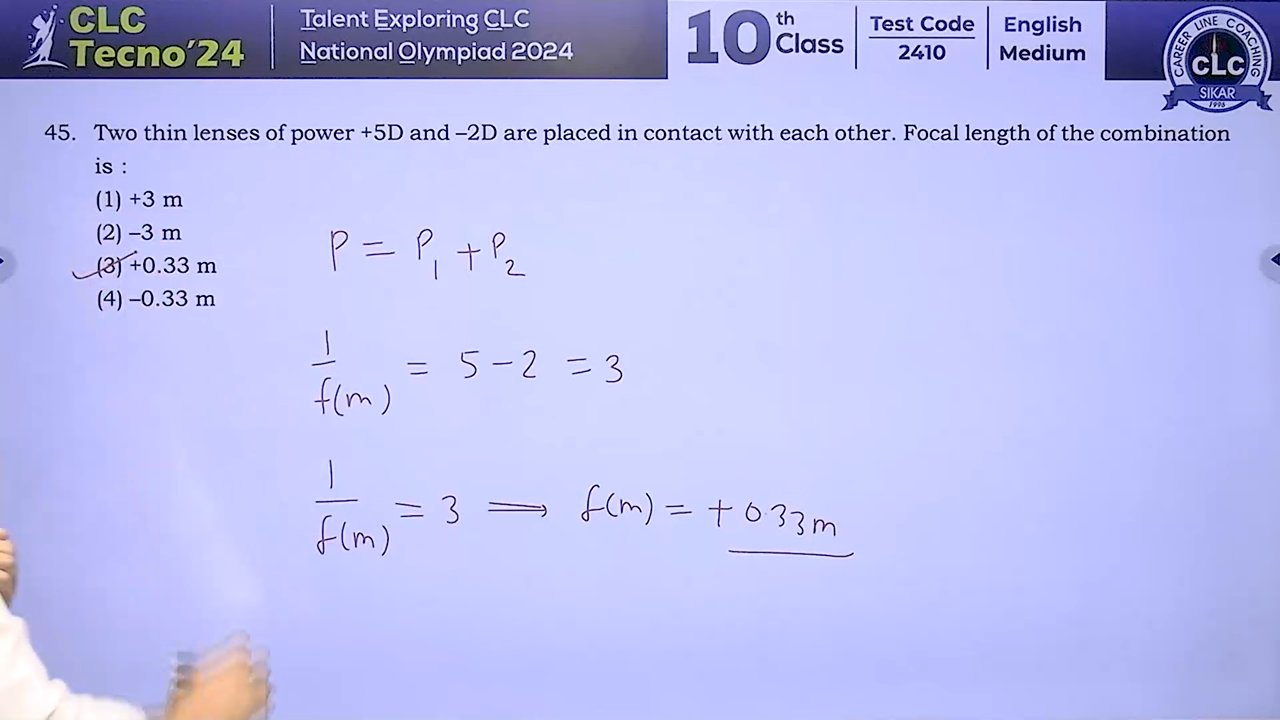 CLC
Tecno'24
Talent Exploring CLC
National Olympiad 2024
10th Class
Test Code
2410
English
Medium
CAREER LINE COACHING
CLC
SIKAR
1996
45. Two thin lenses of power +5D and –2D are placed in contact with each other. Focal length of the combination
is :
(1) +3 m
(2) –3 m
(3) +0.33 m
(4) –0.33 m
P = P1 + P2
1/f(m) = 5 – 2 = 3
1/f(m) = 3 ⟹ f(m) = +0.33m